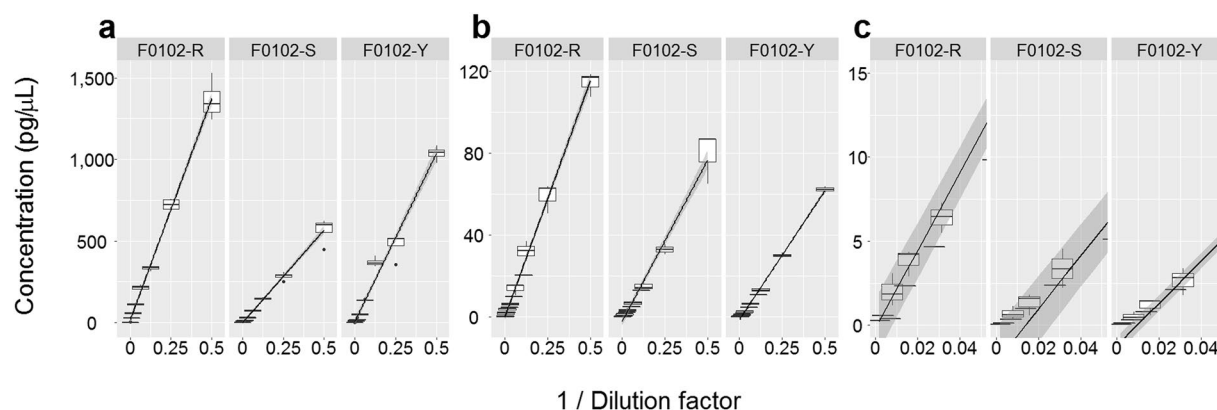 a b c
F0102-R F0102-S F0102-Y F0102-R F0102-S F0102-Y F0102-R F0102-S F0102-Y
Concentration (pg/μL)
1,500 120 15
1,000 80 10
500 40 5
0 0 0
0 0.25 0.5 0 0.25 0.5 0 0.25 0.5 0 0.25 0.5 0 0.25 0.5 0 0.25 0.5 0 0.02 0.04 0 0.02 0.04 0 0.02 0.04
1 / Dilution factor